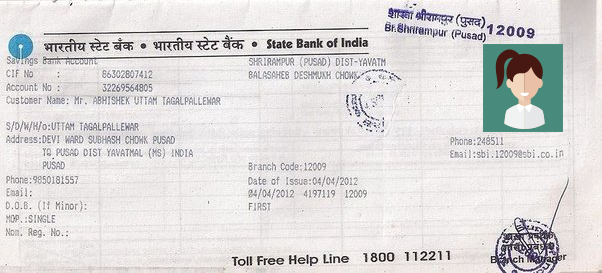 शाखा श्रीरामपुर (पुसद)
Br.Shrirampur (Pusad) 12009
भारतीय स्टेट बंक • भारतीय स्टेट बैंक • State Bank of India
Savings Bank Account SHRIRAMPUR (PUSAD) DIST-YAVATM
CIF No : 86302807412 BALASAHEB DESHMUKH CHOWK
Account No : 32269564805
Customer Name: Mr. ABHISHEK UTTAM TAGALPALLEWAR
S/D/W/H/o:UTTAM TAGALPALLEWAR
Address:DEVI WARD SUBHASH CHOWK PUSAD Phone:248511
TQ PUSAD DIST YAVATMAL (MS) INDIA Email:sbi.12009@sbi.co.in
PUSAD Branch Code:12009
Phone:9850181557 Date of Issue:04/04/2012
Email: 04/04/2012 4197119 12009
D.O.B. (If Minor): FIRST
MOP.:SINGLE
Nom. Reg. No.:
Branch Manager
Toll Free Help Line 1800 112211